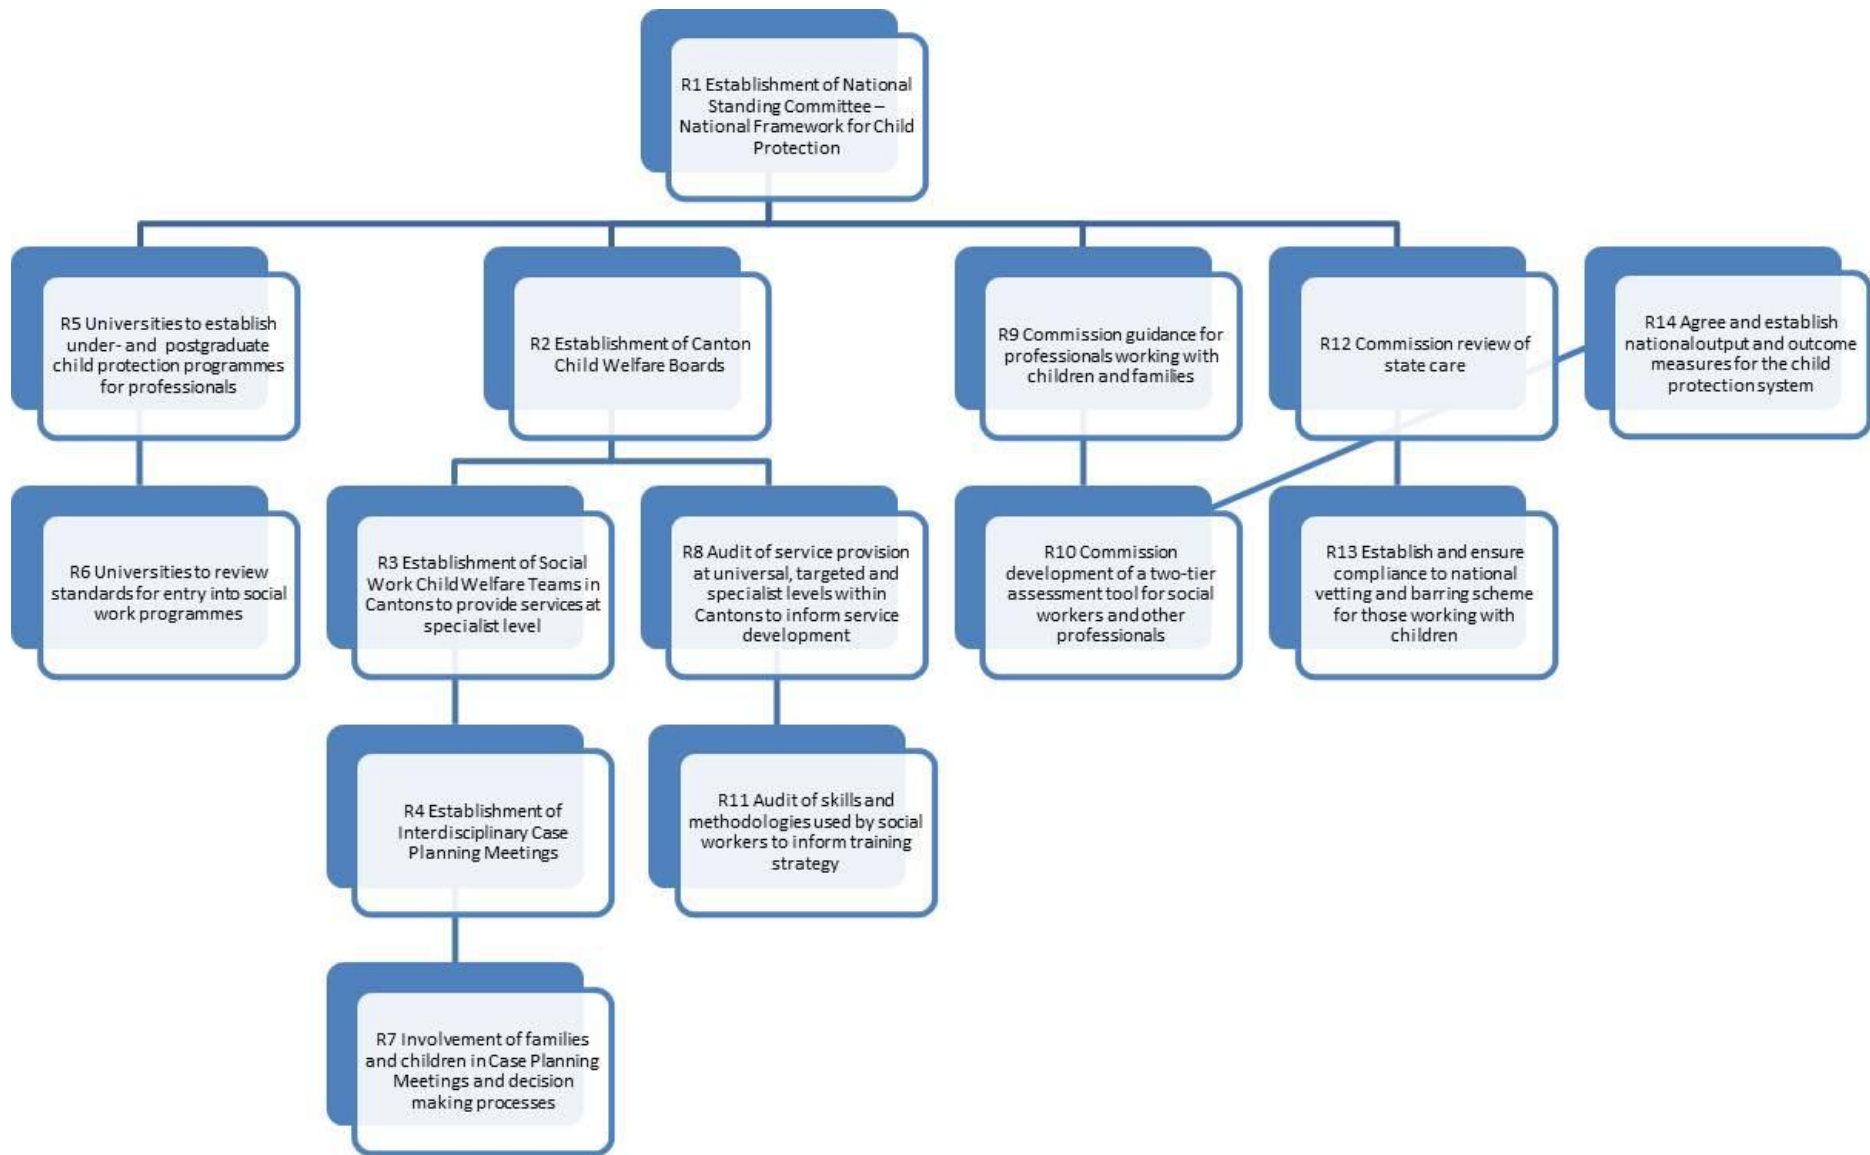 R1 Establishment of National
Standing Committee –
National Framework for Child
Protection
R5 Universities to establish
under- and postgraduate
child protection programmes
for professionals
R2 Establishment of Canton
Child Welfare Boards
R9 Commission guidance for
professionals working with
children and families
R12 Commission review of
state care
R14 Agree and establish
national output and outcome
measures for the child
protection system
R6 Universities to review
standards for entry into social
work programmes
R3 Establishment of Social
Work Child Welfare Teams in
Cantons to provide services at
specialist level
R8 Audit of service provision
at universal, targeted and
specialist levels within
Cantons to inform service
development
R10 Commission
development of a two-tier
assessment tool for social
workers and other
professionals
R13 Establish and ensure
compliance to national
vetting and barring scheme
for those working with
children
R4 Establishment of
Interdisciplinary Case
Planning Meetings
R11 Audit of skills and
methodologies used by social
workers to inform training
strategy
R7 Involvement of families
and children in Case Planning
Meetings and decision
making processes